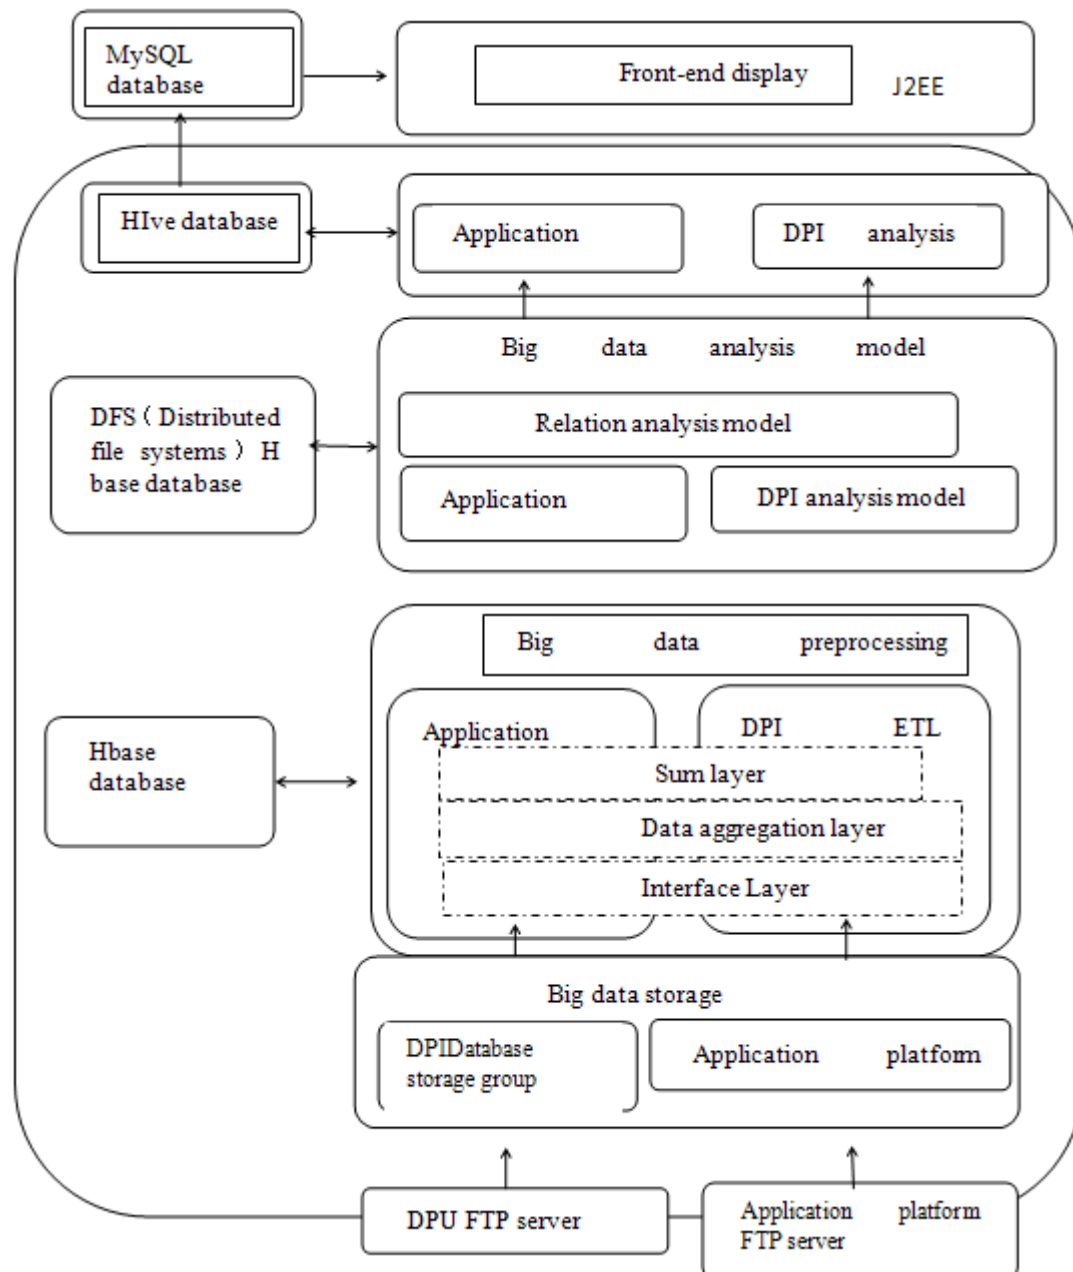 MySQL
database
Front-end display
J2EE
HIve database
Application
DPI analysis
Big data analysis model
DFS（Distributed
file systems）H
base database
Relation analysis model
Application
DPI analysis model
Big data preprocessing
Hbase
database
Application
DPI ETL
Sum layer
Data aggregation layer
Interface Layer
Big data storage
DPIDatabase
storage group
Application platform
DPU FTP server
Application platform
FTP server